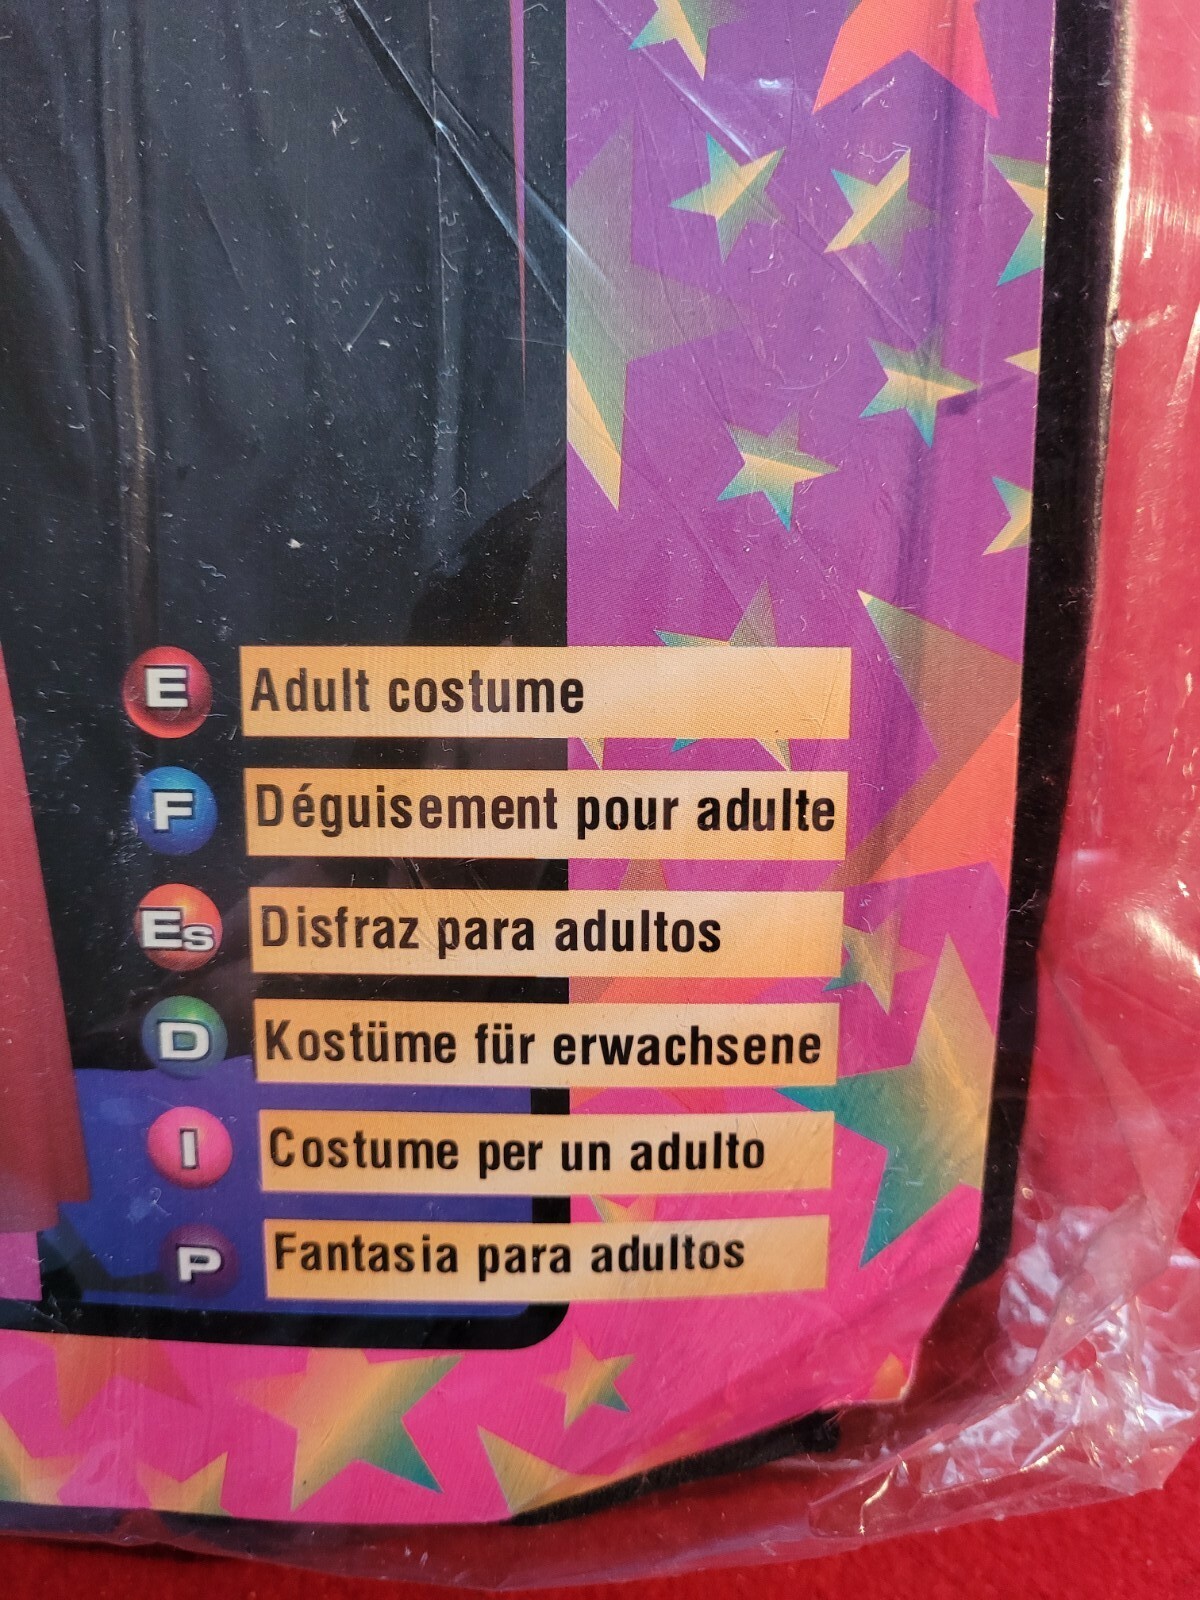 E Adult costume
F Déguisement pour adulte
Es Disfraz para adultos
D Kostüme für erwachsene
I Costume per un adulto
P Fantasia para adultos